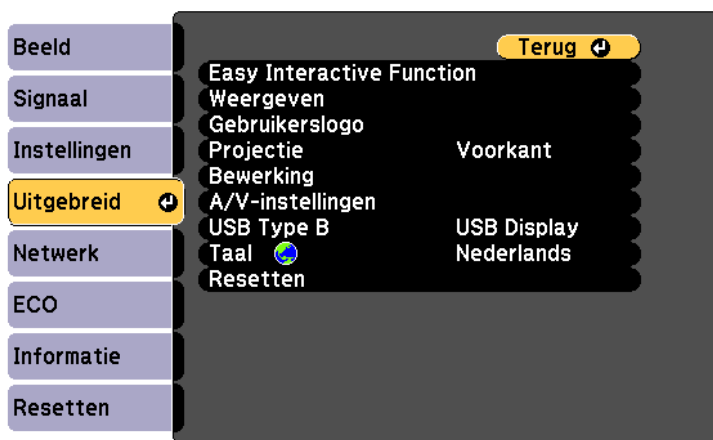 Beeld
Signaal
Instellingen
Uitgebreid
Netwerk
ECO
Informatie
Resetten
Terug
Easy Interactive Function
Weergeven
Gebruikerslogo
Projectie Voorkant
Bewerking
A/V-instellingen
USB Type B USB Display
Taal Nederlands
Resetten